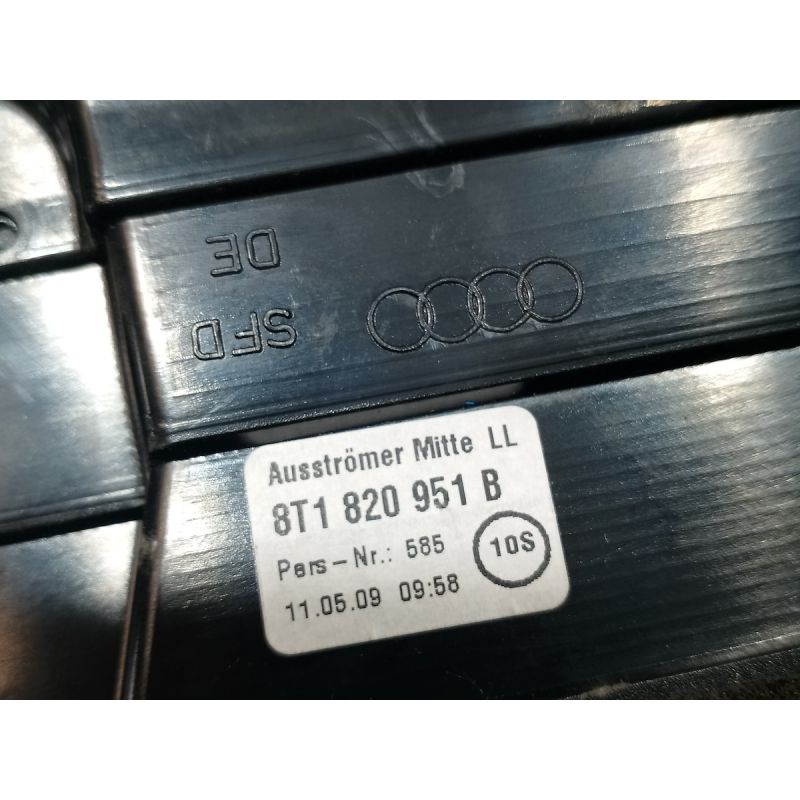 DE
SFD
Ausströmer Mitte LL
8T1 820 951 B
Pers-Nr.: 585
10S
11.05.09 09:58